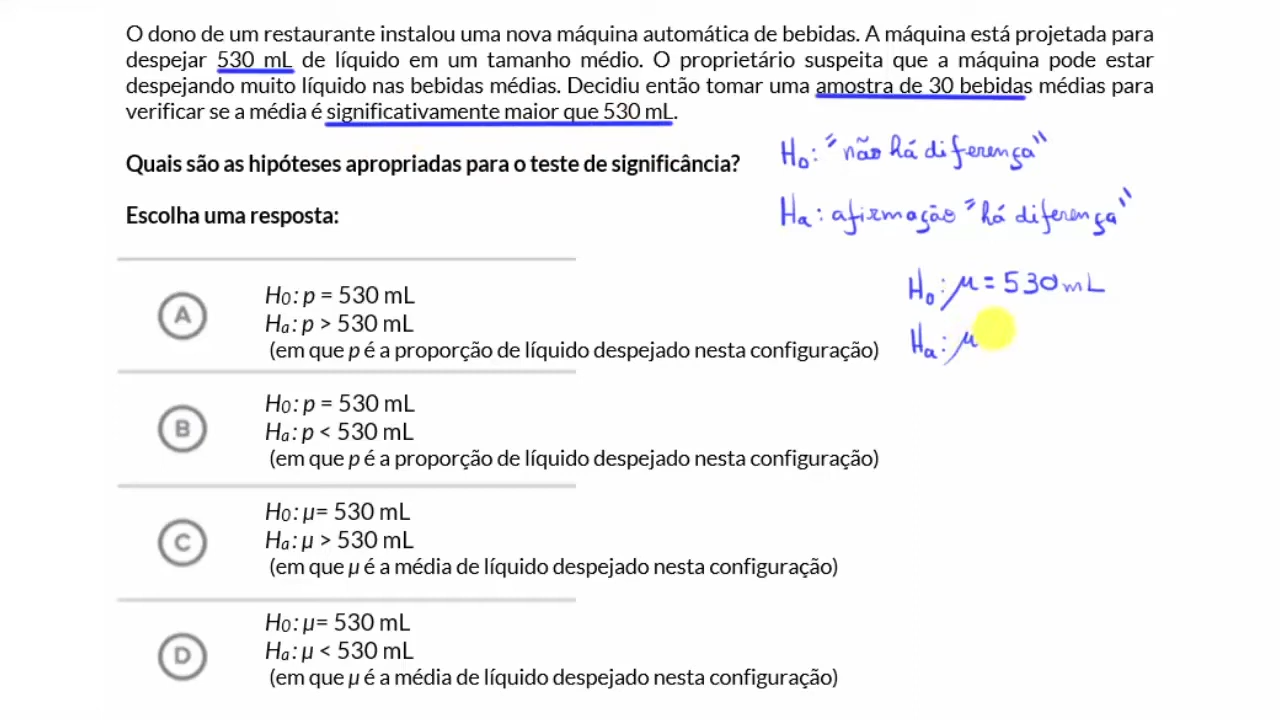 O dono de um restaurante instalou uma nova máquina automática de bebidas. A máquina está projetada para
despejar 530 mL de líquido em um tamanho médio. O proprietário suspeita que a máquina pode estar
despejando muito líquido nas bebidas médias. Decidiu então tomar uma amostra de 30 bebidas médias para
verificar se a média é significativamente maior que 530 mL.
Quais são as hipóteses apropriadas para o teste de significância?
H₀: "não há diferença"
Hₐ: afirmação "há diferença"
Escolha uma resposta:
H₀: μ = 530 mL
Hₐ: μ
A
H₀: p = 530 mL
Hₐ: p > 530 mL
(em que p é a proporção de líquido despejado nesta configuração)
B
H₀: p = 530 mL
Hₐ: p < 530 mL
(em que p é a proporção de líquido despejado nesta configuração)
C
H₀: μ= 530 mL
Hₐ: μ > 530 mL
(em que μ é a média de líquido despejado nesta configuração)
D
H₀: μ= 530 mL
Hₐ: μ < 530 mL
(em que μ é a média de líquido despejado nesta configuração)